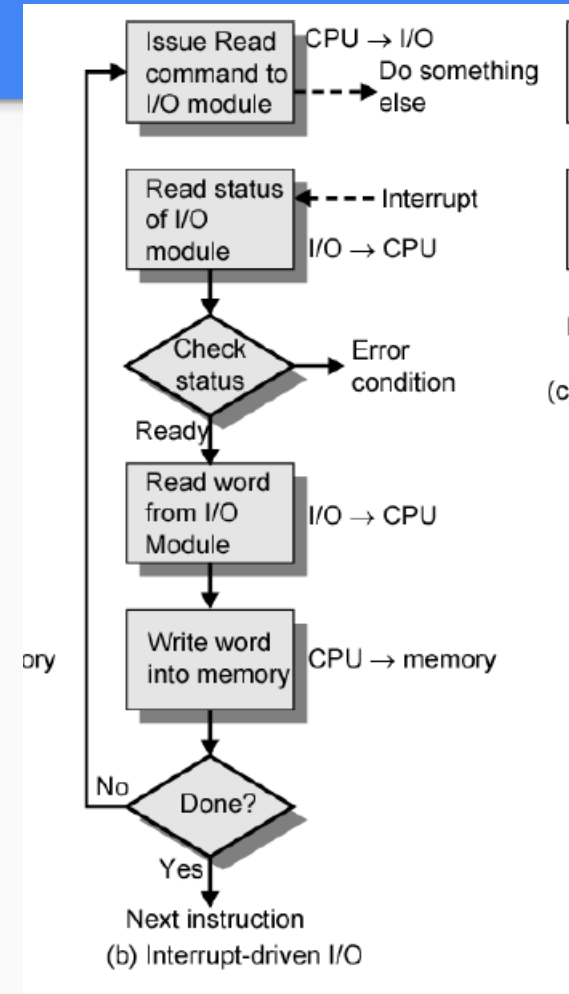 Issue Read
command to
I/O module
CPU → I/O
Do something
else
Read status
of I/O
module
Interrupt
I/O → CPU
Check
status
Error
condition
(c
Ready
Read word
from I/O
Module
I/O → CPU
Write word
into memory
CPU → memory
ory
No
Done?
Yes
Next instruction
(b) Interrupt-driven I/O